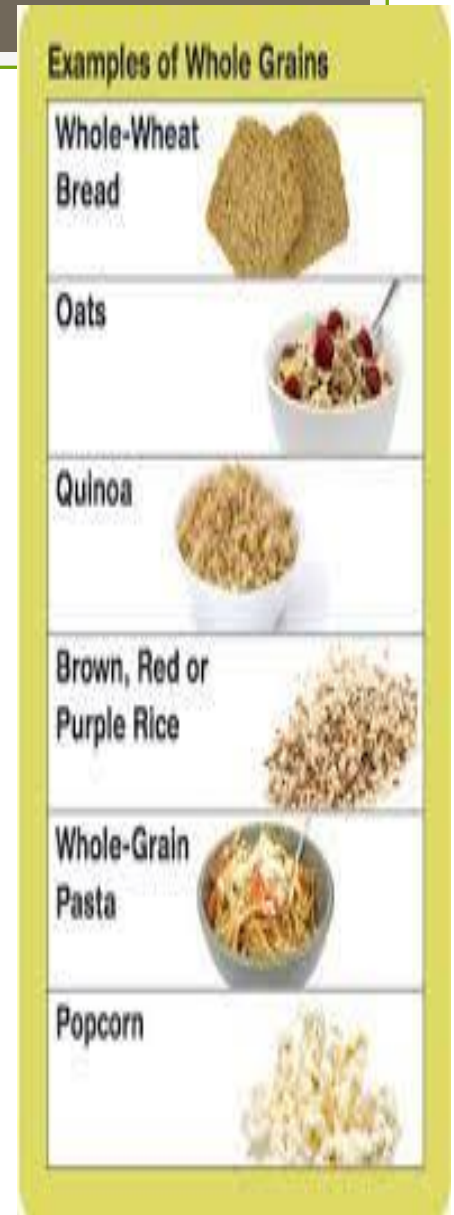 Examples of Whole Grains
Whole-Wheat
Bread
Oats
Quinoa
Brown, Red or
Purple Rice
Whole-Grain
Pasta
Popcorn